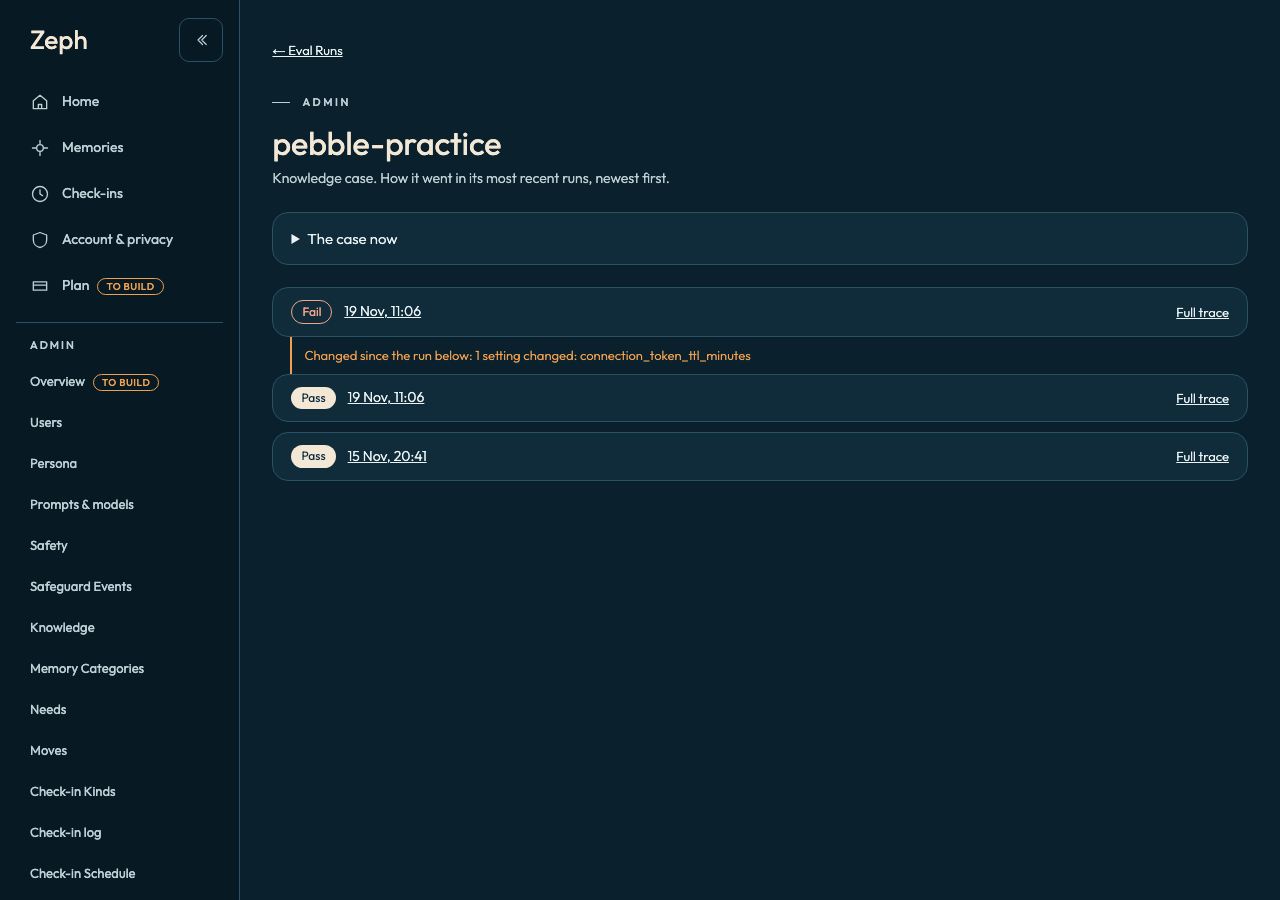 Zeph
Home
Memories
Check-ins
Account & privacy
Plan TO BUILD
ADMIN
Overview TO BUILD
Users
Persona
Prompts & models
Safety
Safeguard Events
Knowledge
Memory Categories
Needs
Moves
Check-in Kinds
Check-in log
Check-in Schedule
← Eval Runs
ADMIN
pebble-practice
Knowledge case. How it went in its most recent runs, newest first.
The case now
Fail 19 Nov, 11:06 Full trace
Changed since the run below: 1 setting changed: connection_token_ttl_minutes
Pass 19 Nov, 11:06 Full trace
Pass 15 Nov, 20:41 Full trace